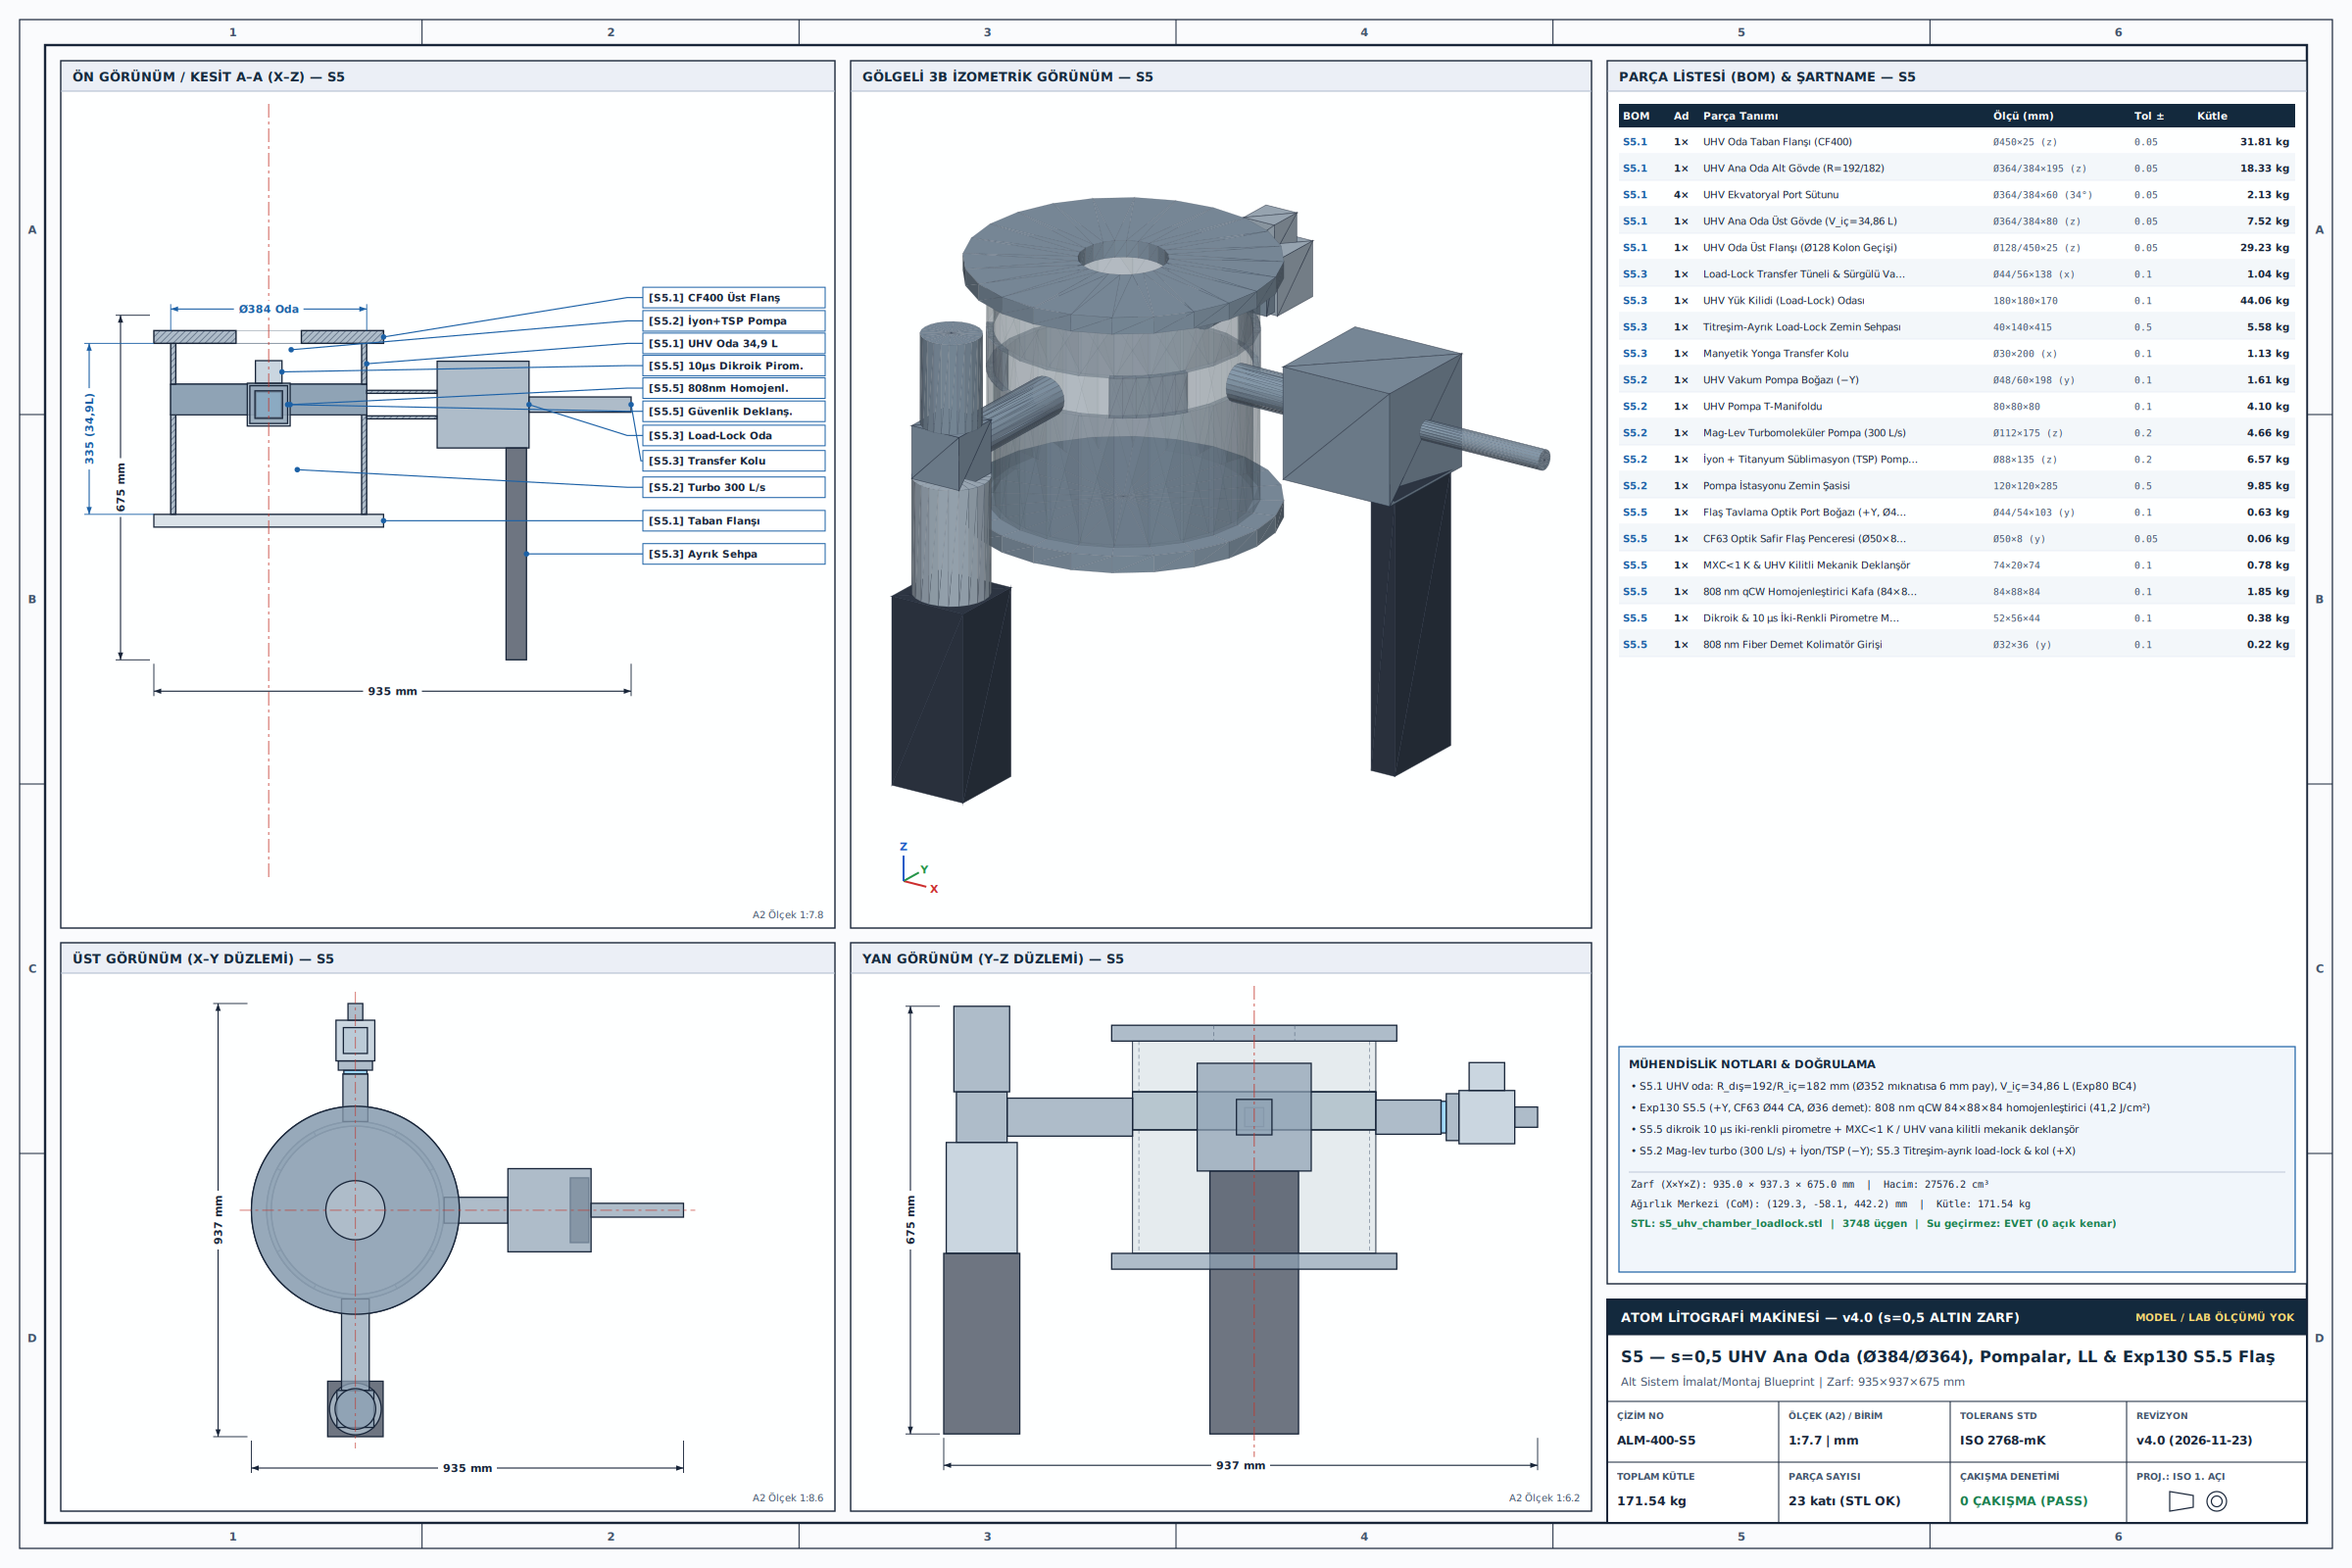 1 2 3 4 5 6
A A
B B
C C
D D
ÖN GÖRÜNÜM / KESİT A–A (X–Z) — S5
Ø384 Oda
335 (34,9L)
675 mm
935 mm
[S5.1] CF400 Üst Flanş
[S5.2] İyon+TSP Pompa
[S5.1] UHV Oda 34,9 L
[S5.5] 10µs Dikroik Pirom.
[S5.5] 808nm Homojenl.
[S5.5] Güvenlik Deklanş.
[S5.3] Load-Lock Oda
[S5.3] Transfer Kolu
[S5.2] Turbo 300 L/s
[S5.1] Taban Flanşı
[S5.3] Ayrık Sehpa
A2 Ölçek 1:7.8
GÖLGELİ 3B İZOMETRİK GÖRÜNÜM — S5
Z
Y
X
ÜST GÖRÜNÜM (X–Y DÜZLEMİ) — S5
937 mm
935 mm
A2 Ölçek 1:8.6
YAN GÖRÜNÜM (Y–Z DÜZLEMİ) — S5
675 mm
937 mm
A2 Ölçek 1:6.2
PARÇA LİSTESİ (BOM) & ŞARTNAME — S5
BOM Ad Parça Tanımı Ölçü (mm) Tol ± Kütle
S5.1 1× UHV Oda Taban Flanşı (CF400) Ø450×25 (z) 0.05 31.81 kg
S5.1 1× UHV Ana Oda Alt Gövde (R=192/182) Ø364/384×195 (z) 0.05 18.33 kg
S5.1 4× UHV Ekvatoryal Port Sütunu Ø364/384×60 (34°) 0.05 2.13 kg
S5.1 1× UHV Ana Oda Üst Gövde (V_iç=34,86 L) Ø364/384×80 (z) 0.05 7.52 kg
S5.1 1× UHV Oda Üst Flanşı (Ø128 Kolon Geçişi) Ø128/450×25 (z) 0.05 29.23 kg
S5.3 1× Load-Lock Transfer Tüneli & Sürgülü Va... Ø44/56×138 (x) 0.1 1.04 kg
S5.3 1× UHV Yük Kilidi (Load-Lock) Odası 180×180×170 0.1 44.06 kg
S5.3 1× Titreşim-Ayrık Load-Lock Zemin Sehpası 40×140×415 0.5 5.58 kg
S5.3 1× Manyetik Yonga Transfer Kolu Ø30×200 (x) 0.1 1.13 kg
S5.2 1× UHV Vakum Pompa Boğazı (−Y) Ø48/60×198 (y) 0.1 1.61 kg
S5.2 1× UHV Pompa T-Manifoldu 80×80×80 0.1 4.10 kg
S5.2 1× Mag-Lev Turbomoleküler Pompa (300 L/s) Ø112×175 (z) 0.2 4.66 kg
S5.2 1× İyon + Titanyum Süblimasyon (TSP) Pomp... Ø88×135 (z) 0.2 6.57 kg
S5.2 1× Pompa İstasyonu Zemin Şasisi 120×120×285 0.5 9.85 kg
S5.5 1× Flaş Tavlama Optik Port Boğazı (+Y, Ø4... Ø44/54×103 (y) 0.1 0.63 kg
S5.5 1× CF63 Optik Safir Flaş Penceresi (Ø50×8... Ø50×8 (y) 0.05 0.06 kg
S5.5 1× MXC<1 K & UHV Kilitli Mekanik Deklanşör 74×20×74 0.1 0.78 kg
S5.5 1× 808 nm qCW Homojenleştirici Kafa (84×8... 84×88×84 0.1 1.85 kg
S5.5 1× Dikroik & 10 µs İki-Renkli Pirometre M... 52×56×44 0.1 0.38 kg
S5.5 1× 808 nm Fiber Demet Kolimatör Girişi Ø32×36 (y) 0.1 0.22 kg
MÜHENDİSLİK NOTLARI & DOĞRULAMA
• S5.1 UHV oda: R_dış=192/R_iç=182 mm (Ø352 mıknatısa 6 mm pay), V_iç=34,86 L (Exp80 BC4)
• Exp130 S5.5 (+Y, CF63 Ø44 CA, Ø36 demet): 808 nm qCW 84×88×84 homojenleştirici (41,2 J/cm²)
• S5.5 dikroik 10 µs iki-renkli pirometre + MXC<1 K / UHV vana kilitli mekanik deklanşör
• S5.2 Mag-lev turbo (300 L/s) + İyon/TSP (−Y); S5.3 Titreşim-ayrık load-lock & kol (+X)
Zarf (X×Y×Z): 935.0 × 937.3 × 675.0 mm | Hacim: 27576.2 cm³
Ağırlık Merkezi (CoM): (129.3, -58.1, 442.2) mm | Kütle: 171.54 kg
STL: s5_uhv_chamber_loadlock.stl | 3748 üçgen | Su geçirmez: EVET (0 açık kenar)
ATOM LİTOGRAFİ MAKİNESİ — v4.0 (s=0,5 ALTIN ZARF) MODEL / LAB ÖLÇÜMÜ YOK
S5 — s=0,5 UHV Ana Oda (Ø384/Ø364), Pompalar, LL & Exp130 S5.5 Flaş
Alt Sistem İmalat/Montaj Blueprint | Zarf: 935×937×675 mm
ÇİZİM NO ÖLÇEK (A2) / BİRİM TOLERANS STD REVİZYON
ALM-400-S5 1:7.7 | mm ISO 2768-mK v4.0 (2026-11-23)
TOPLAM KÜTLE PARÇA SAYISI ÇAKIŞMA DENETİMİ PROJ.: ISO 1. AÇI
171.54 kg 23 katı (STL OK) 0 ÇAKIŞMA (PASS)
1 2 3 4 5 6